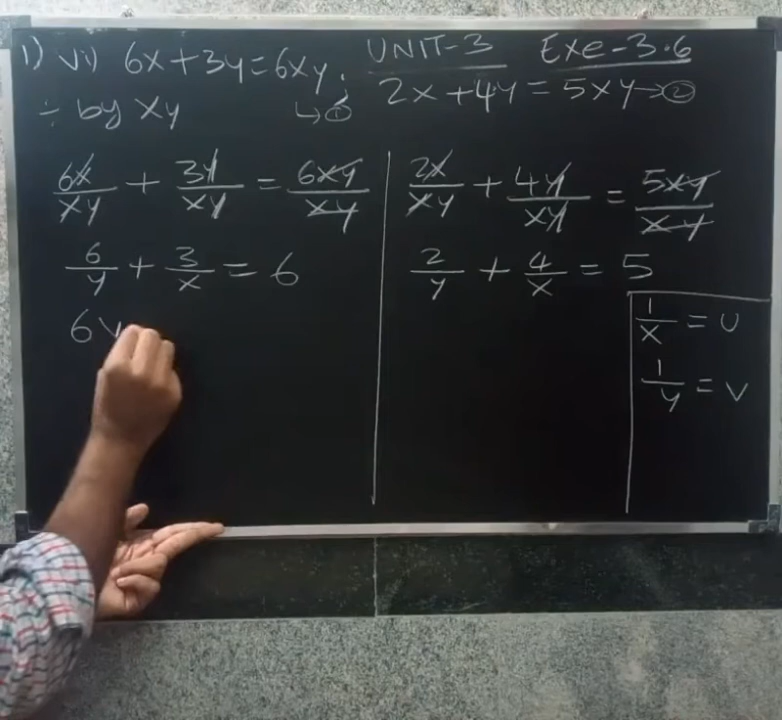 UNIT-3 Exe-3.6
1) vi) 6x+3y=6xy; 2x+4y=5xy→②
÷ by xy ↳①
6x/xy + 3y/xy = 6xy/xy
6/y + 3/x = 6
6v
2x/xy + 4y/xy = 5xy/xy
2/y + 4/x = 5
1/x = u
1/y = v